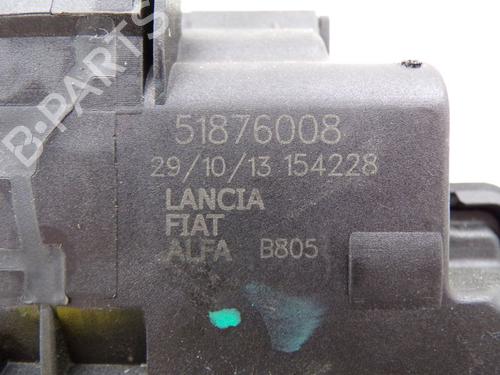 B-PARTS
51876008
29/10/13 154228
LANCIA
FIAT
ALFA B805